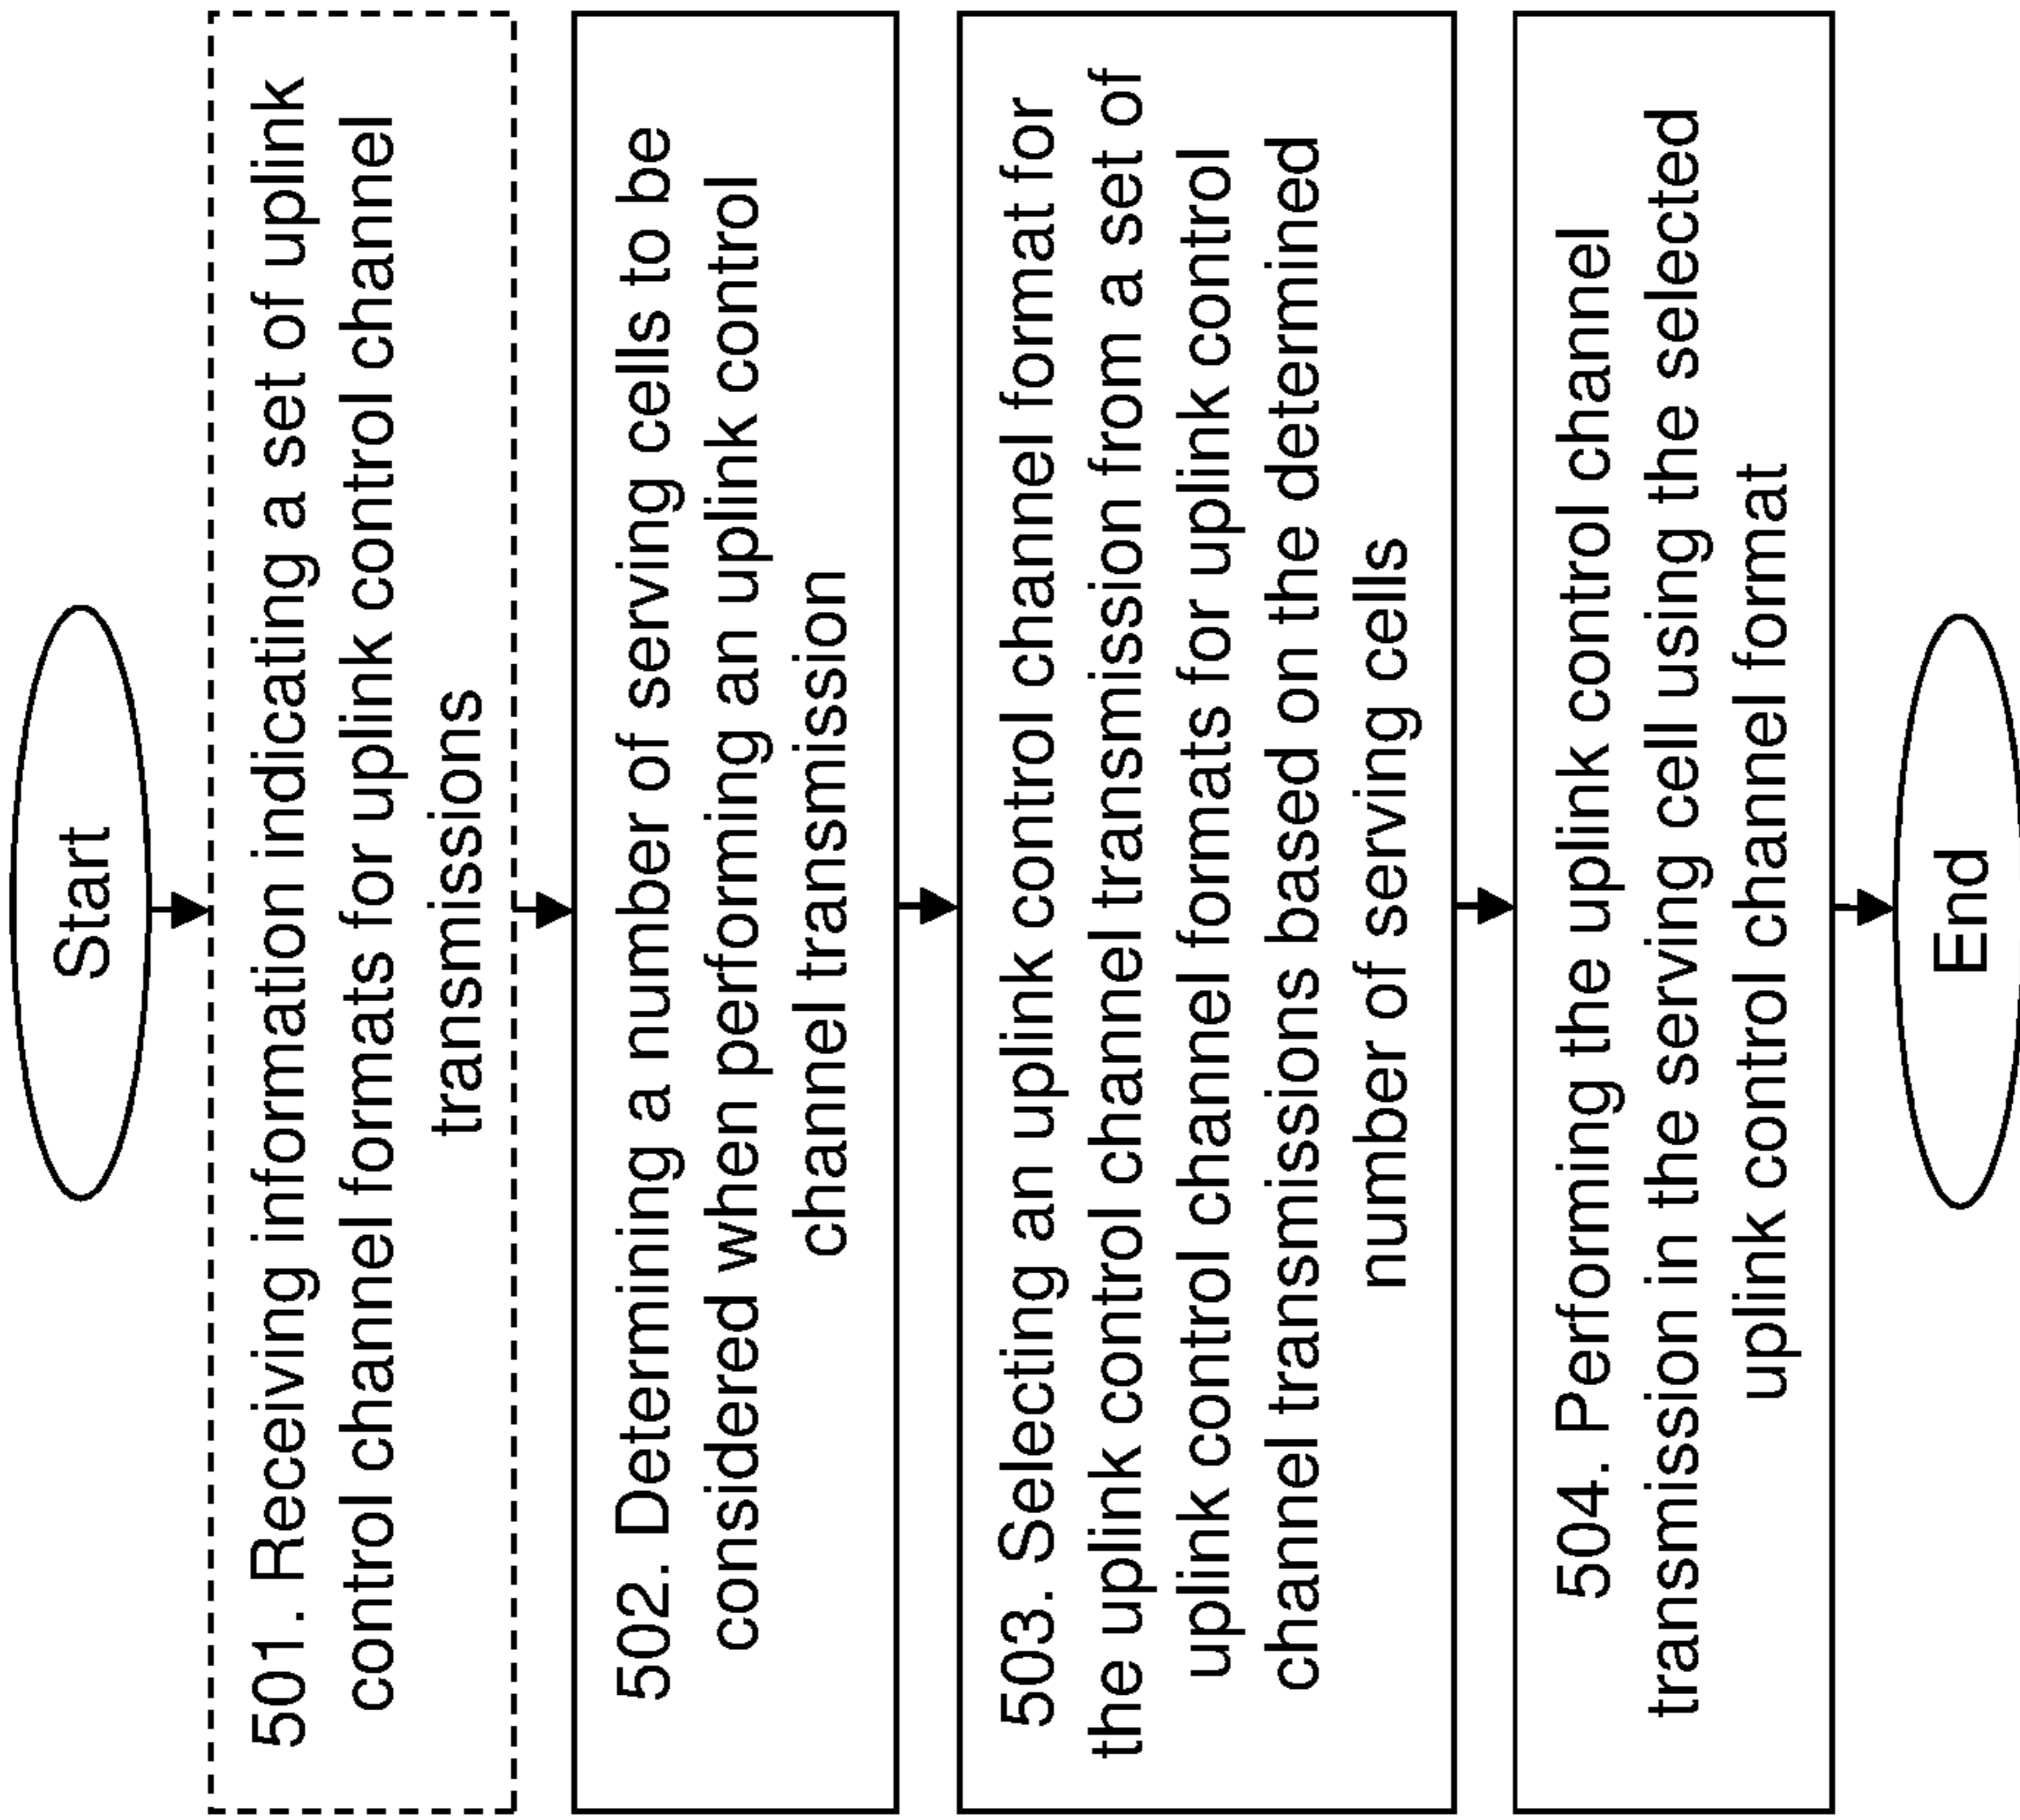 Start
501. Receiving information indicating a set of uplink
control channel formats for uplink control channel
transmissions
502. Determining a number of serving cells to be
considered when performing an uplink control
channel transmission
503. Selecting an uplink control channel format for
the uplink control channel transmission from a set of
uplink control channel formats for uplink control
channel transmissions based on the determined
number of serving cells
504. Performing the uplink control channel
transmission in the serving cell using the selected
uplink control channel format
End